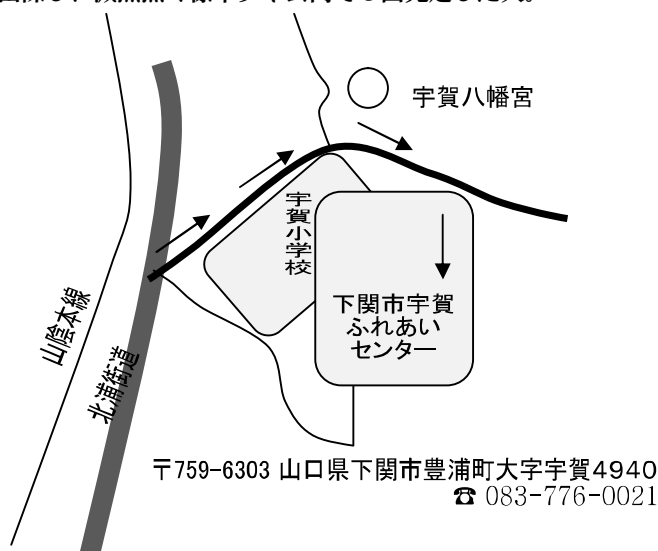 宇賀八幡宮
宇賀小学校
下関市宇賀
ふれあい
センター
山陰本線
北浦街道
〒759-6303 山口県下関市豊浦町大字宇賀4940
☎ 083-776-0021